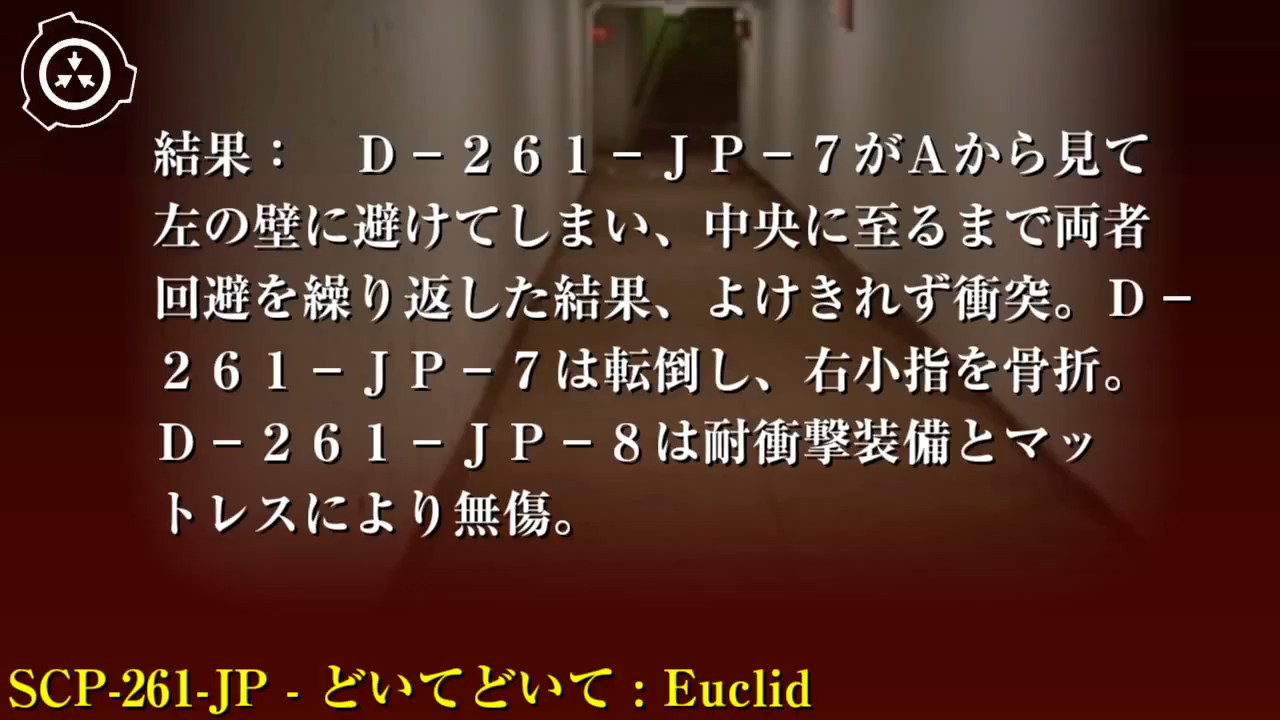 結果：　Ｄ－２６１－ＪＰ－７がＡから見て
左の壁に避けてしまい、中央に至るまで両者
回避を繰り返した結果、よけきれず衝突。Ｄ－
２６１－ＪＰ－７は転倒し、右小指を骨折。
Ｄ－２６１－ＪＰ－８は耐衝撃装備とマッ
トレスにより無傷。
SCP-261-JP - どいてどいて : Euclid